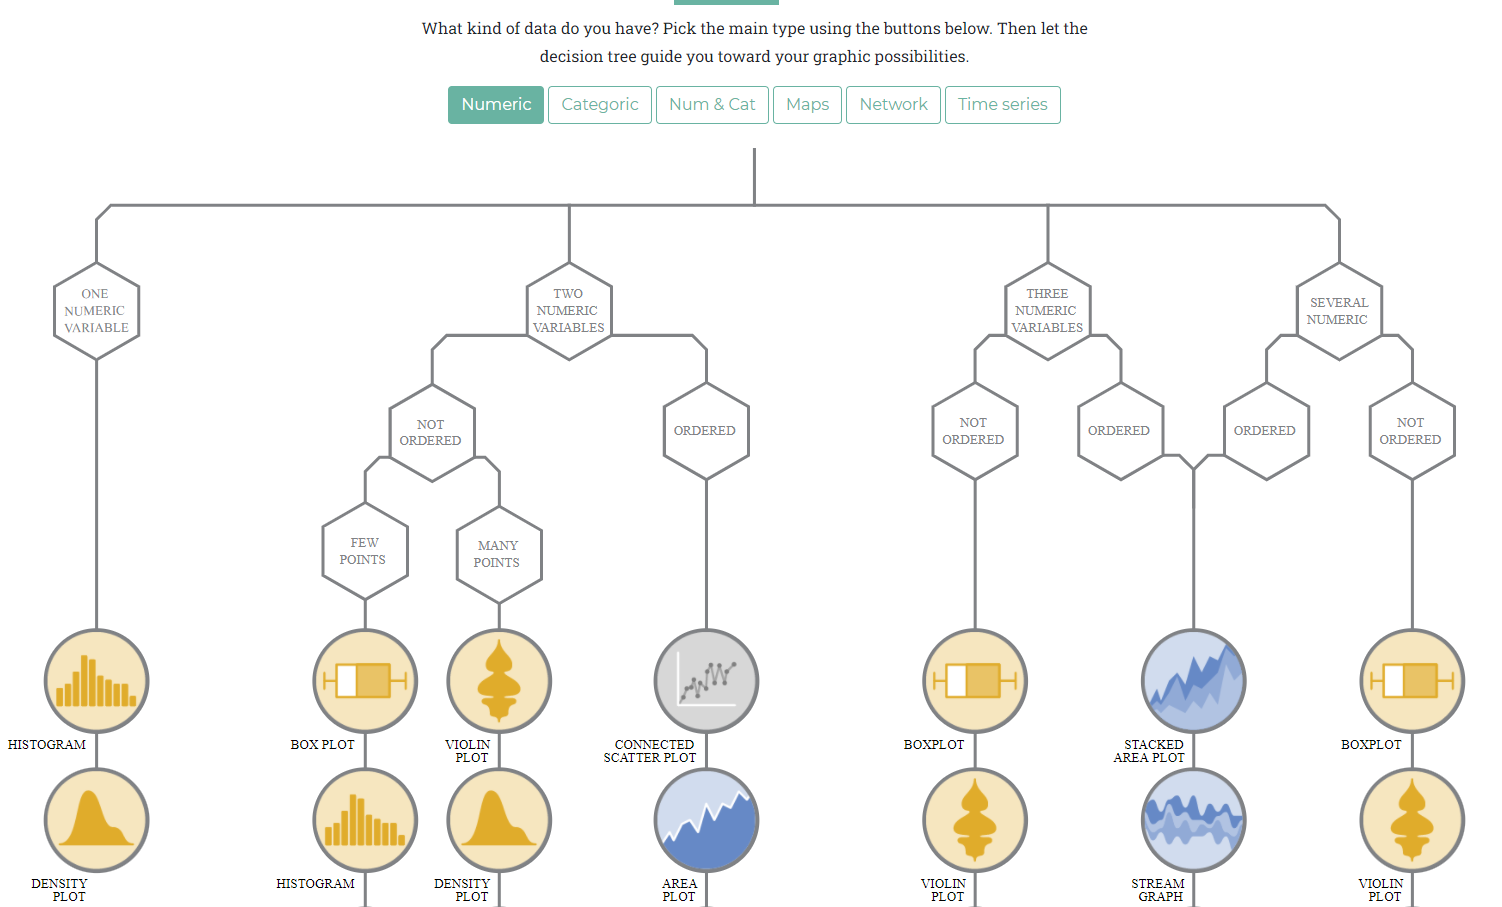 What kind of data do you have? Pick the main type using the buttons below. Then let the
decision tree guide you toward your graphic possibilities.
Numeric
Categoric
Num & Cat
Maps
Network
Time series
ONE
NUMERIC
VARIABLE
TWO
NUMERIC
VARIABLES
THREE
NUMERIC
VARIABLES
SEVERAL
NUMERIC
NOT
ORDERED
ORDERED
NOT
ORDERED
ORDERED
ORDERED
NOT
ORDERED
FEW
POINTS
MANY
POINTS
HISTOGRAM
BOX PLOT
VIOLIN
PLOT
CONNECTED
SCATTER PLOT
BOXPLOT
STACKED
AREA PLOT
BOXPLOT
DENSITY
PLOT
HISTOGRAM
DENSITY
PLOT
AREA
PLOT
VIOLIN
PLOT
STREAM
GRAPH
VIOLIN
PLOT